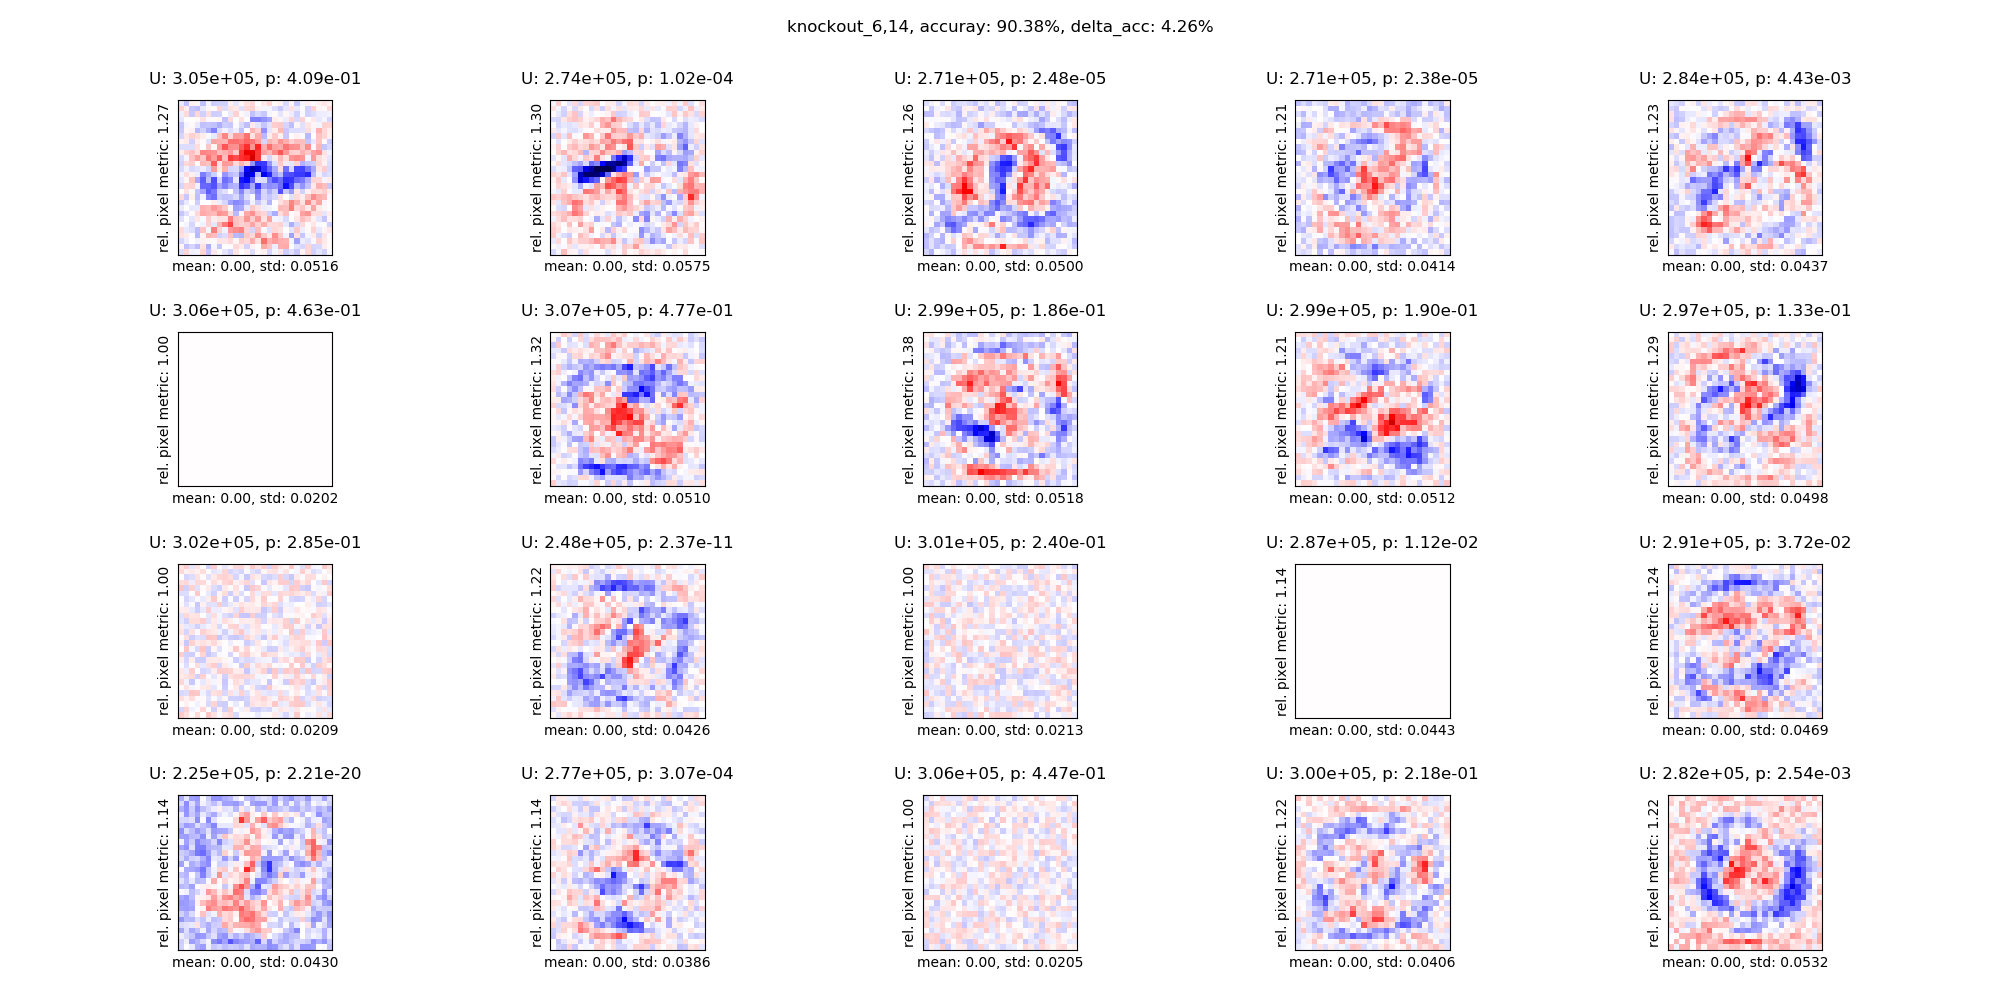 knockout_6,14, accuray: 90.38%, delta_acc: 4.26%
U: 3.05e+05, p: 4.09e-01
rel. pixel metric: 1.27
mean: 0.00, std: 0.0516
U: 2.74e+05, p: 1.02e-04
rel. pixel metric: 1.30
mean: 0.00, std: 0.0575
U: 2.71e+05, p: 2.48e-05
rel. pixel metric: 1.26
mean: 0.00, std: 0.0500
U: 2.71e+05, p: 2.38e-05
rel. pixel metric: 1.21
mean: 0.00, std: 0.0414
U: 2.84e+05, p: 4.43e-03
rel. pixel metric: 1.23
mean: 0.00, std: 0.0437
U: 3.06e+05, p: 4.63e-01
rel. pixel metric: 1.00
mean: 0.00, std: 0.0202
U: 3.07e+05, p: 4.77e-01
rel. pixel metric: 1.32
mean: 0.00, std: 0.0510
U: 2.99e+05, p: 1.86e-01
rel. pixel metric: 1.38
mean: 0.00, std: 0.0518
U: 2.99e+05, p: 1.90e-01
rel. pixel metric: 1.21
mean: 0.00, std: 0.0512
U: 2.97e+05, p: 1.33e-01
rel. pixel metric: 1.29
mean: 0.00, std: 0.0498
U: 3.02e+05, p: 2.85e-01
rel. pixel metric: 1.00
mean: 0.00, std: 0.0209
U: 2.48e+05, p: 2.37e-11
rel. pixel metric: 1.22
mean: 0.00, std: 0.0426
U: 3.01e+05, p: 2.40e-01
rel. pixel metric: 1.00
mean: 0.00, std: 0.0213
U: 2.87e+05, p: 1.12e-02
rel. pixel metric: 1.14
mean: 0.00, std: 0.0443
U: 2.91e+05, p: 3.72e-02
rel. pixel metric: 1.24
mean: 0.00, std: 0.0469
U: 2.25e+05, p: 2.21e-20
rel. pixel metric: 1.14
mean: 0.00, std: 0.0430
U: 2.77e+05, p: 3.07e-04
rel. pixel metric: 1.14
mean: 0.00, std: 0.0386
U: 3.06e+05, p: 4.47e-01
rel. pixel metric: 1.00
mean: 0.00, std: 0.0205
U: 3.00e+05, p: 2.18e-01
rel. pixel metric: 1.22
mean: 0.00, std: 0.0406
U: 2.82e+05, p: 2.54e-03
rel. pixel metric: 1.22
mean: 0.00, std: 0.0532